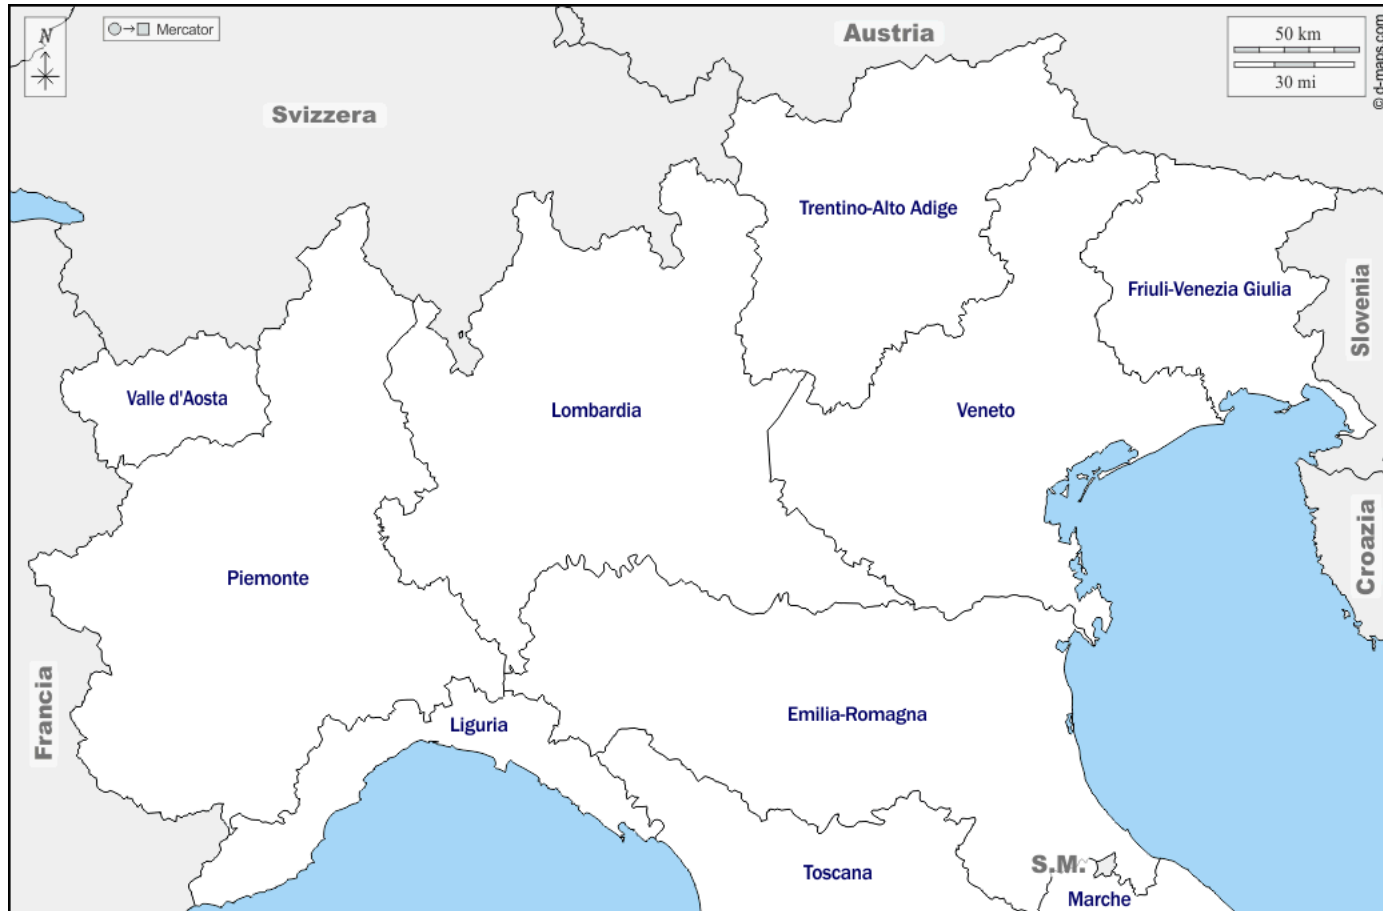 N
Mercator
Austria
50 km
30 mi
© d-maps.com
Svizzera
Trentino-Alto Adige
Friuli-Venezia Giulia
Slovenia
Valle d'Aosta
Lombardia
Veneto
Croazia
Piemonte
Francia
Liguria
Emilia-Romagna
S.M.
Toscana
Marche